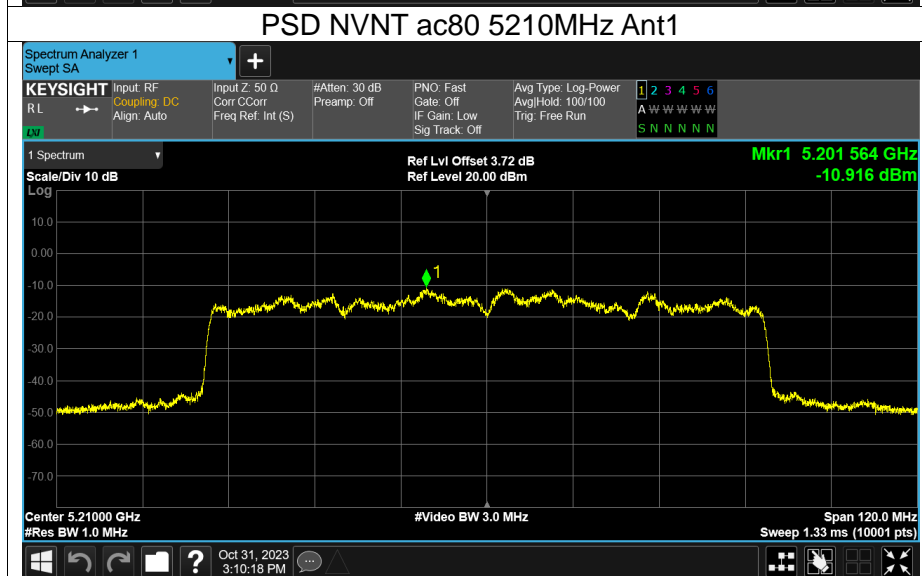 PSD NVNT ac80 5210MHz Ant1
Spectrum Analyzer 1
Swept SA
KEYSIGHT
R L
LXI
Input: RF
Coupling: DC
Align: Auto
Input Z: 50 Ω
Corr CCorr
Freq Ref: Int (S)
#Atten: 30 dB
Preamp: Off
PNO: Fast
Gate: Off
IF Gain: Low
Sig Track: Off
Avg Type: Log-Power
Avg|Hold: 100/100
Trig: Free Run
1 2 3 4 5 6
A W W W W W
S N N N N N
1 Spectrum
Scale/Div 10 dB
Ref Lvl Offset 3.72 dB
Ref Level 20.00 dBm
Mkr1 5.201 564 GHz
-10.916 dBm
Log
10.0
0.00
-10.0
-20.0
-30.0
-40.0
-50.0
-60.0
-70.0
1
Center 5.21000 GHz
#Res BW 1.0 MHz
#Video BW 3.0 MHz
Span 120.0 MHz
Sweep 1.33 ms (10001 pts)
?
Oct 31, 2023
3:10:18 PM